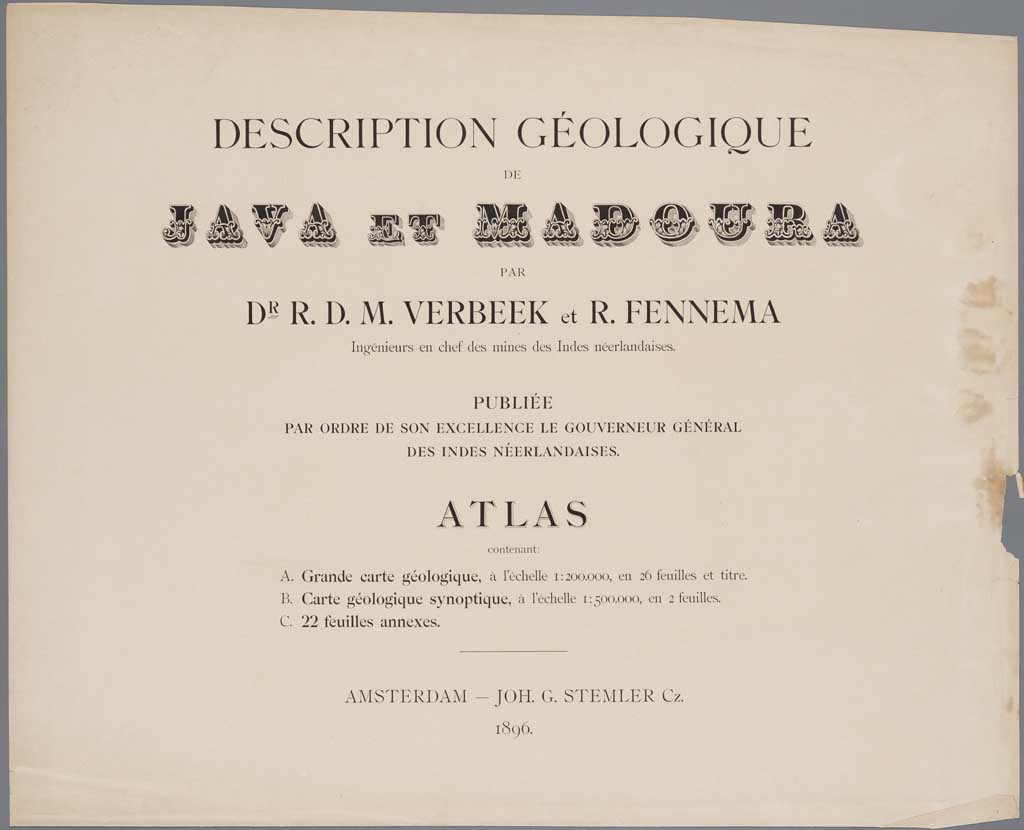 DESCRIPTION GÉOLOGIQUE
DE
JAVA ET MADOURA
PAR
DR R. D. M. VERBEEK et R. FENNEMA
Ingénieurs en chef des mines des Indes néerlandaises.
PUBLIÉE
PAR ORDRE DE SON EXCELLENCE LE GOUVERNEUR GÉNÉRAL
DES INDES NÉERLANDAISES.
ATLAS
contenant:
A. Grande carte géologique, à l'échelle 1:200.000, en 26 feuilles et titre.
B. Carte géologique synoptique, à l'échelle 1:500.000, en 2 feuilles.
C. 22 feuilles annexes.
AMSTERDAM — JOH. G. STEMLER Cz.
1896.